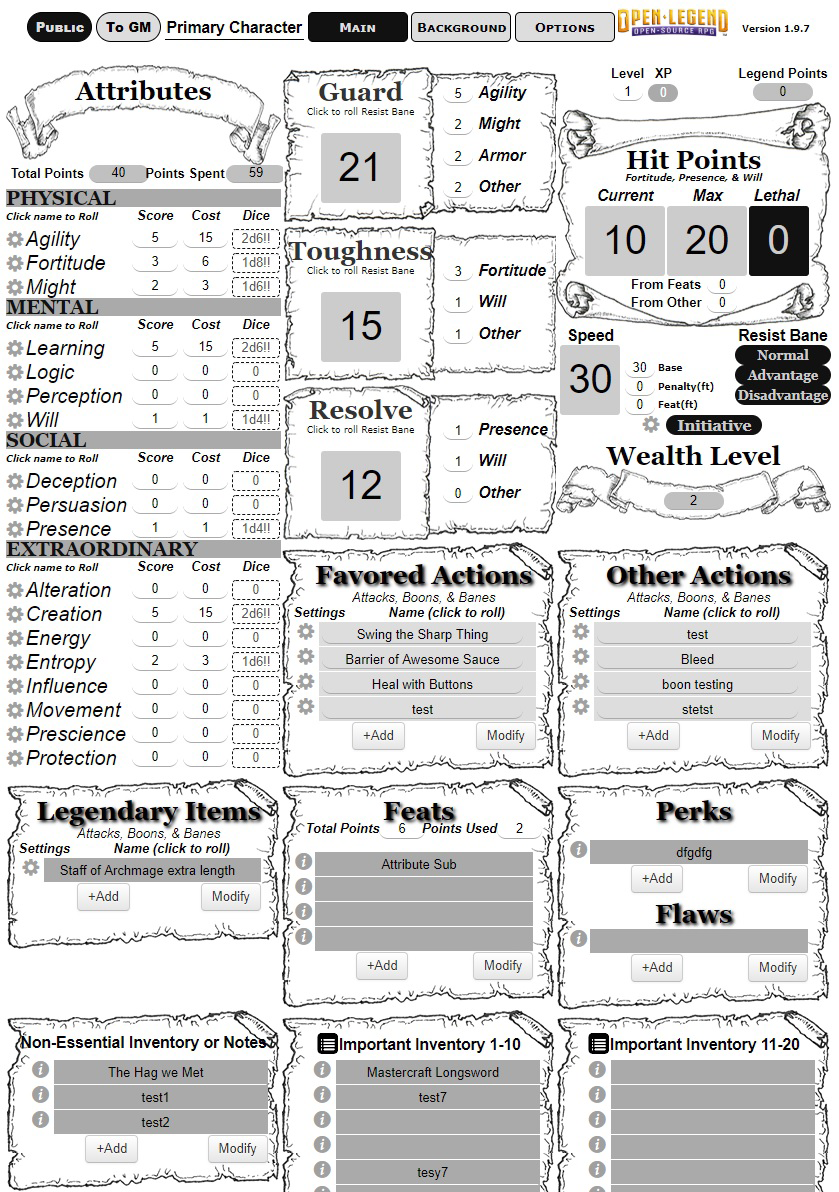 Public To GM Primary Character Main Background Options OPEN LEGEND OPEN-SOURCE RPG Version 1.9.7
Attributes
Total Points 40 Points Spent 59
PHYSICAL
Click name to Roll Score Cost Dice
Agility 5 15 2d6!!
Fortitude 3 6 1d8!!
Might 2 3 1d6!!
MENTAL
Click name to Roll Score Cost Dice
Learning 5 15 2d6!!
Logic 0 0 0
Perception 0 0 0
Will 1 1 1d4!!
SOCIAL
Click name to Roll Score Cost Dice
Deception 0 0 0
Persuasion 0 0 0
Presence 1 1 1d4!!
EXTRAORDINARY
Click name to Roll Score Cost Dice
Alteration 0 0 0
Creation 5 15 2d6!!
Energy 0 0 0
Entropy 2 3 1d6!!
Influence 0 0 0
Movement 0 0 0
Prescience 0 0 0
Protection 0 0 0
Guard
Click to roll Resist Bane
21
5 Agility
2 Might
2 Armor
2 Other
Toughness
Click to roll Resist Bane
15
3 Fortitude
1 Will
1 Other
Resolve
Click to roll Resist Bane
12
1 Presence
1 Will
0 Other
Level XP Legend Points
1 0 0
Hit Points
Fortitude, Presence, & Will
Current Max Lethal
10 20 0
From Feats 0
From Other 0
Speed
30
30 Base
0 Penalty(ft)
0 Feat(ft)
Resist Bane
Normal
Advantage
Disadvantage
Initiative
Wealth Level
2
Favored Actions
Attacks, Boons, & Banes
Settings Name (click to roll)
Swing the Sharp Thing
Barrier of Awesome Sauce
Heal with Buttons
test
+Add Modify
Other Actions
Attacks, Boons, & Banes
Settings Name (click to roll)
test
Bleed
boon testing
stetst
+Add Modify
Legendary Items
Attacks, Boons, & Banes
Settings Name (click to roll)
Staff of Archmage extra length
+Add Modify
Feats
Total Points 6 Points Used 2
Attribute Sub
+Add Modify
Perks
dfgdfg
+Add Modify
Flaws
+Add Modify
Non-Essential Inventory or Notes
The Hag we Met
test1
test2
+Add Modify
Important Inventory 1-10
Mastercraft Longsword
test7
tesy7
Important Inventory 11-20